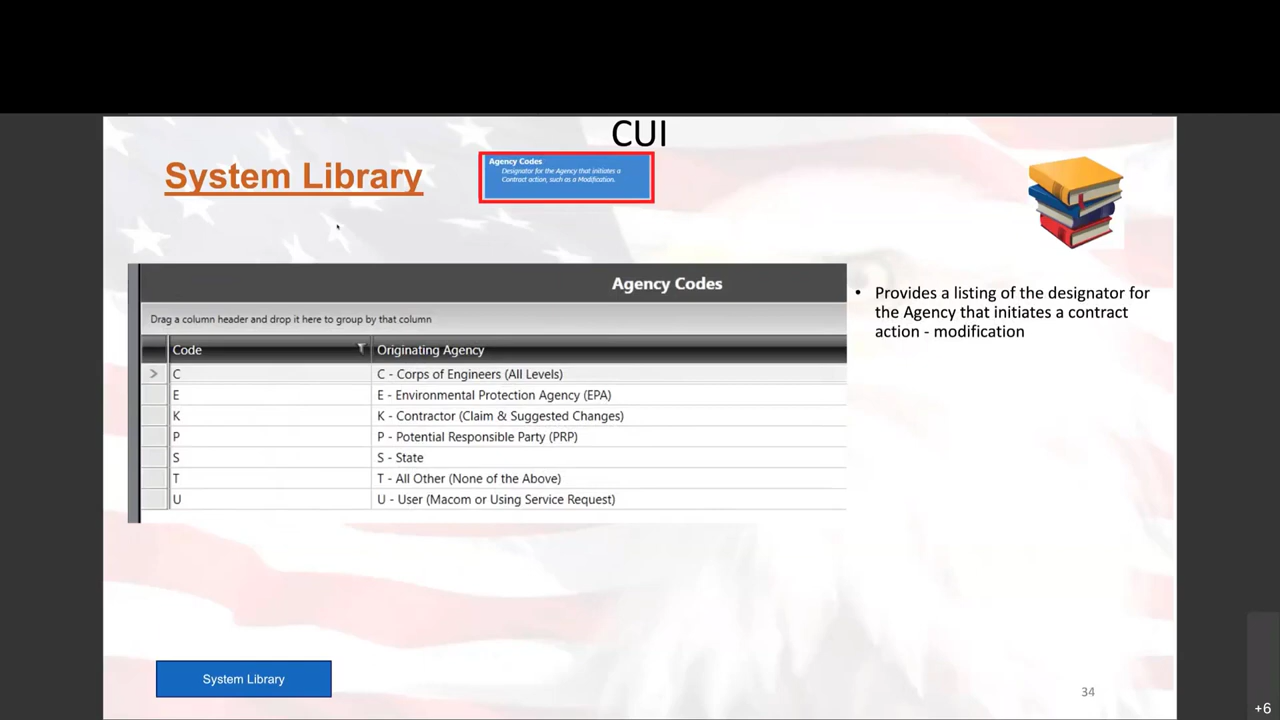 CUI
System Library
Agency Codes
Designator for the Agency that initiates a
Contract action, such as a Modification.
Agency Codes
Drag a column header and drop it here to group by that column
Code Originating Agency
C C - Corps of Engineers (All Levels)
E E - Environmental Protection Agency (EPA)
K K - Contractor (Claim & Suggested Changes)
P P - Potential Responsible Party (PRP)
S S - State
T T - All Other (None of the Above)
U U - User (Macom or Using Service Request)
• Provides a listing of the designator for
the Agency that initiates a contract
action - modification
System Library
34
+6